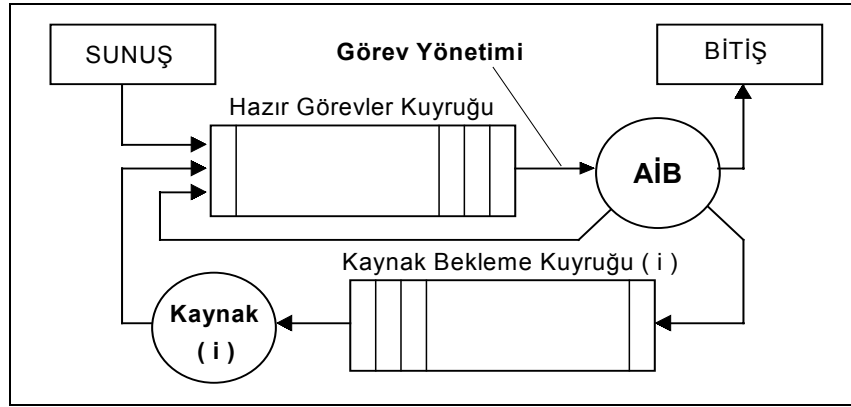 SUNUŞ
Görev Yönetimi
BİTİŞ
Hazır Görevler Kuyruğu
AİB
Kaynak Bekleme Kuyruğu ( i )
Kaynak
( i )